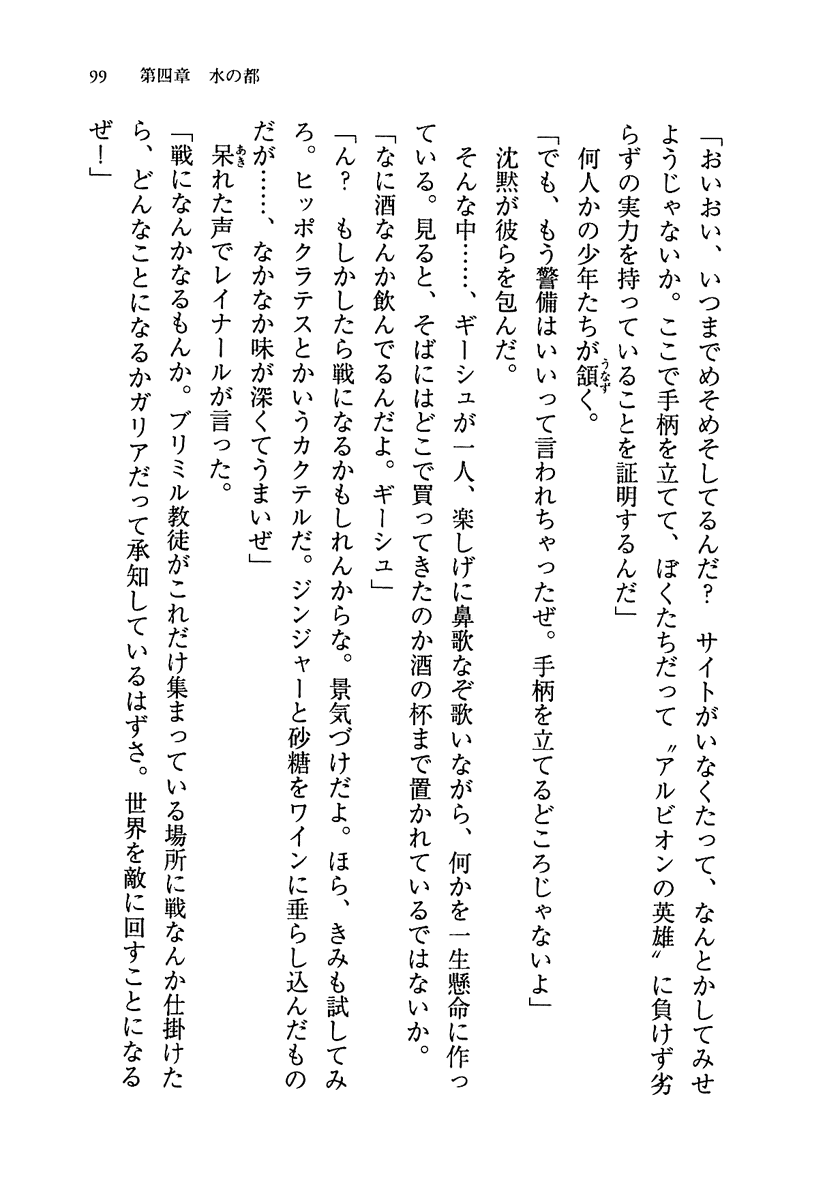 99　第四章　水の都
「おいおい、いつまでめそめそしてるんだ？　サイトがいなくたって、なんとかしてみせ
ようじゃないか。ここで手柄を立てて、ぼくたちだって〝アルビオンの英雄〟に負けず劣
らずの実力を持っていることを証明するんだ」
　何人かの少年たちが頷く。
「でも、もう警備はいいって言われちゃったぜ。手柄を立てるどころじゃないよ」
　沈黙が彼らを包んだ。
　そんな中……、ギーシュが一人、楽しげに鼻歌なぞ歌いながら、何かを一生懸命に作っ
ている。見ると、そばにはどこで買ってきたのか酒の杯まで置かれているではないか。
「なに酒なんか飲んでるんだよ。ギーシュ」
「ん？　もしかしたら戦になるかもしれんからな。景気づけだよ。ほら、きみも試してみ
ろ。ヒッポクラテスとかいうカクテルだ。ジンジャーと砂糖をワインに垂らし込んだもの
だが……、なかなか味が深くてうまいぜ」
　呆れた声でレイナールが言った。
「戦になんかなるもんか。ブリミル教徒がこれだけ集まっている場所に戦なんか仕掛けた
ら、どんなことになるかガリアだって承知しているはずさ。世界を敵に回すことになる
ぜ！」